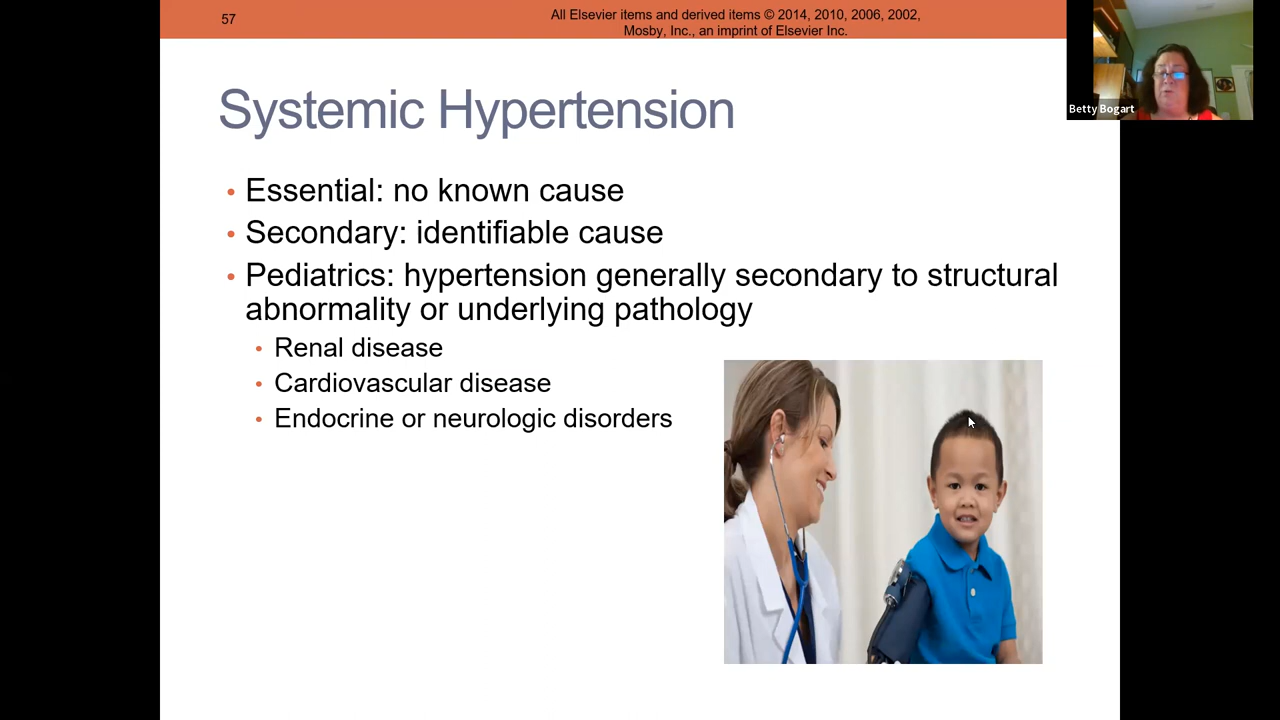 57
All Elsevier items and derived items © 2014, 2010, 2006, 2002,
Mosby, Inc., an imprint of Elsevier Inc.
Betty Bogart
Systemic Hypertension
• Essential: no known cause
• Secondary: identifiable cause
• Pediatrics: hypertension generally secondary to structural
abnormality or underlying pathology
• Renal disease
• Cardiovascular disease
• Endocrine or neurologic disorders